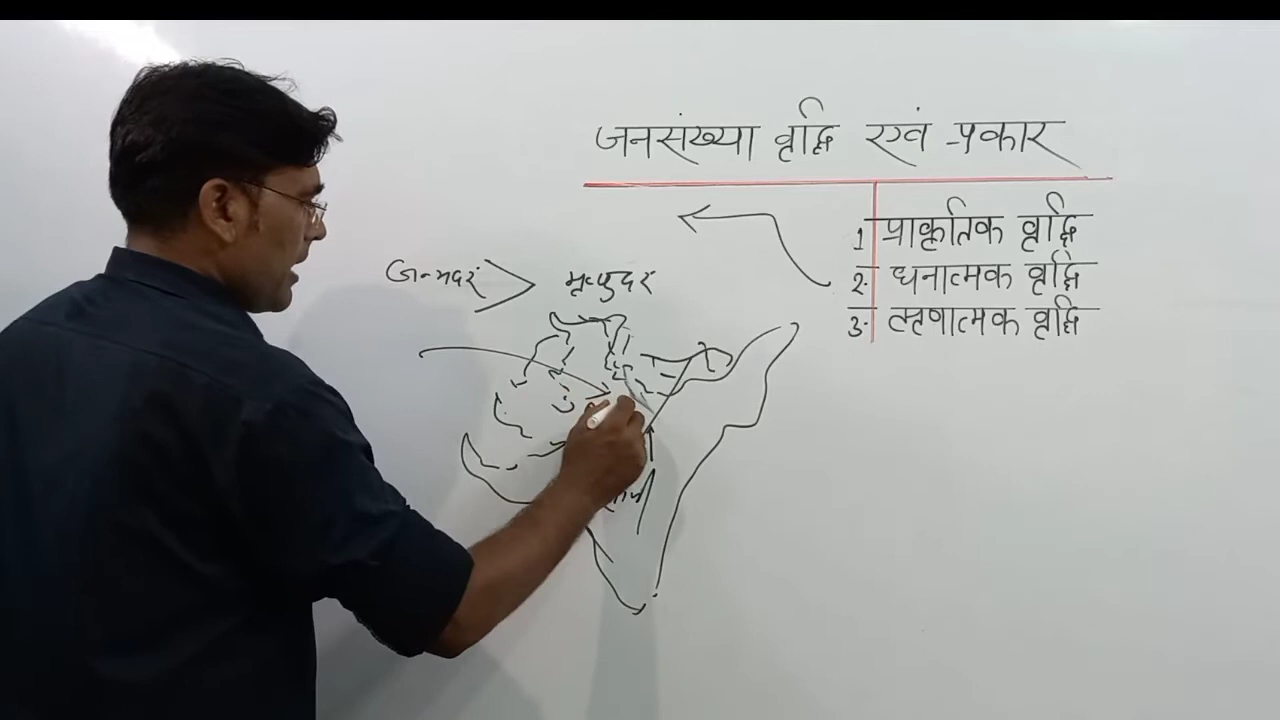 जनसंख्या वृद्धि एवं प्रकार
1 प्राकृतिक वृद्धि
2. धनात्मक वृद्धि
3. ऋणात्मक वृद्धि
जन्मदर > मृत्युदर